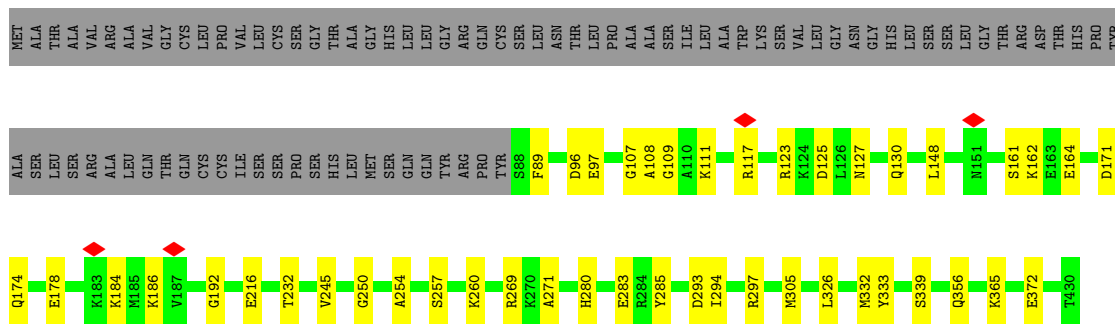 MET ALA THR ALA VAL ARG ALA VAL GLY CYS LEU PRO VAL LEU CYS SER GLY THR ALA GLY HIS LEU LEU GLY ARG GLN CYS SER LEU ASN THR LEU PRO ALA ALA SER ILE LEU ALA TRP LYS SER VAL LEU GLY ASN GLY HIS LEU SER SER LEU GLY THR ARG ASP THR HIS PRO TYR
ALA SER LEU SER ARG ALA LEU GLN THR GLN CYS CYS ILE SER SER PRO SER HIS LEU MET SER GLN GLN TYR ARG PRO TYR S88 F89 D96 E97 G107 A108 G109 A110 K111 R117 R123 K124 D125 L126 N127 Q130 L148 N151 S161 K162 E163 E164 D171
Q174 E178 K183 K184 M185 K186 V187 G192 E216 T232 V245 G250 A254 S257 K260 R269 K270 A271 H280 E283 R284 Y285 D293 I294 R297 M305 L326 M332 Y333 S339 Q356 K365 E372 T430